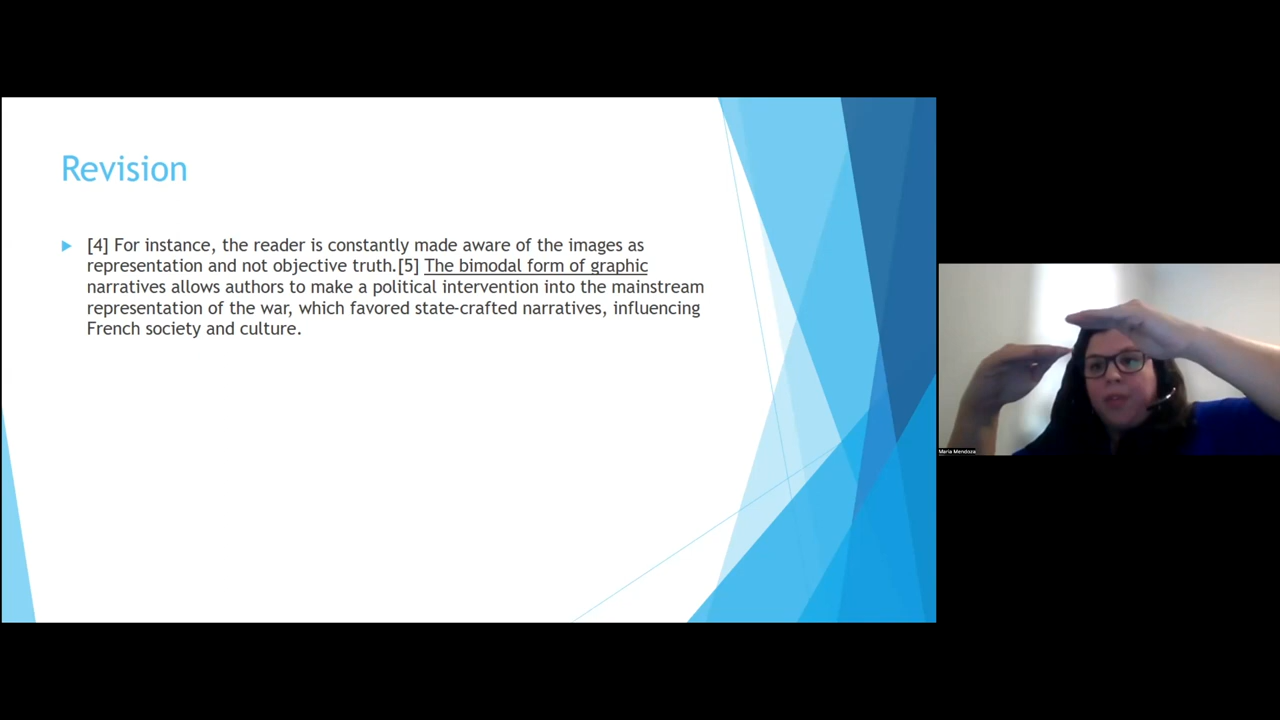 Revision
[4] For instance, the reader is constantly made aware of the images as
representation and not objective truth.[5] The bimodal form of graphic
narratives allows authors to make a political intervention into the mainstream
representation of the war, which favored state-crafted narratives, influencing
French society and culture.
Maria Mendoza